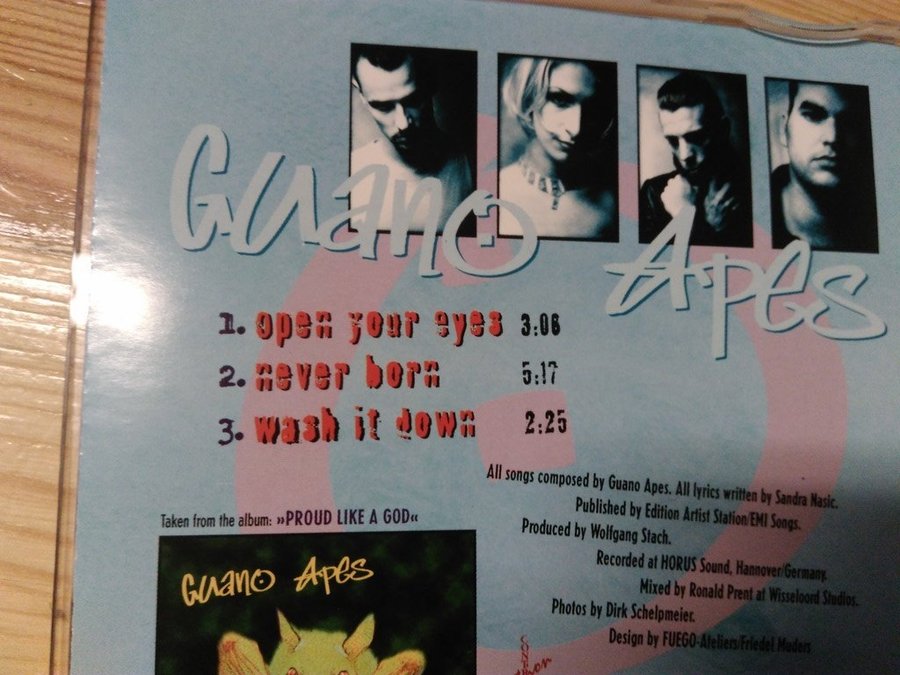 Guano Apes
1. open your eyes 3:06
2. never born 5:17
3. wash it down 2:25
All songs composed by Guano Apes. All lyrics written by Sandra Nasic.
Published by Edition Artist Station/EMI Songs.
Produced by Wolfgang Stach.
Recorded at HORUS Sound, Hannover/Germany.
Mixed by Ronald Prent at Wisseloord Studios.
Photos by Dirk Schelpmeier.
Design by FUEGO-Ateliers/Friedel Muders
Taken from the album: »PROUD LIKE A GOD«
Guano Apes